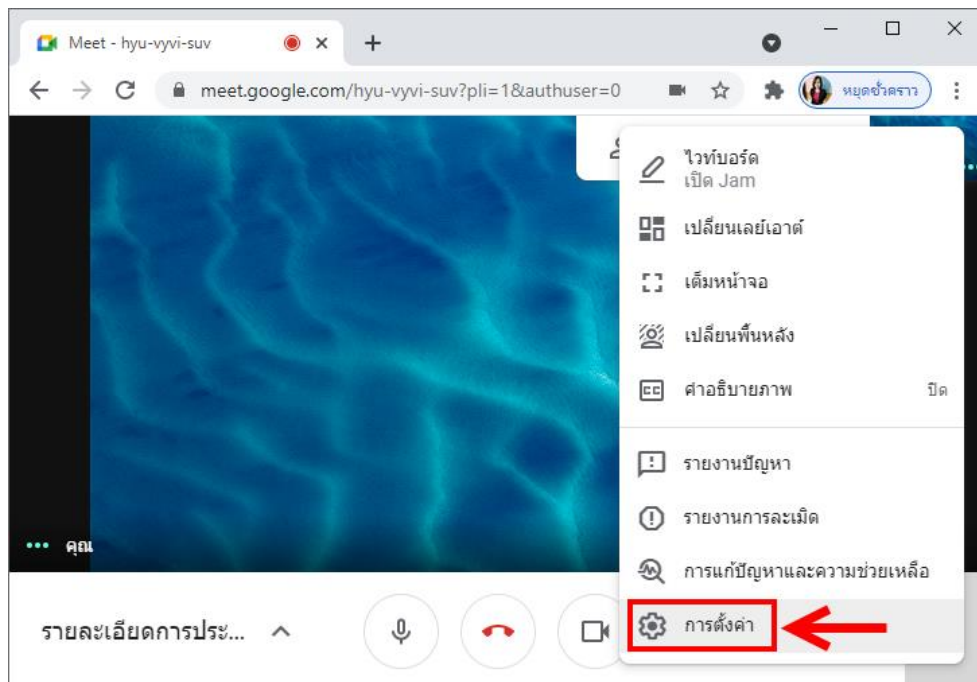 Meet - hyu-vyvi-suv
meet.google.com/hyu-vyvi-suv?pli=1&authuser=0
หยุดชั่วคราว
ไวท์บอร์ด
เปิด Jam
เปลี่ยนเลย์เอาต์
เต็มหน้าจอ
เปลี่ยนพื้นหลัง
CC
คำอธิบายภาพ ปิด
รายงานปัญหา
รายงานการละเมิด
การแก้ปัญหาและความช่วยเหลือ
การตั้งค่า
คุณ
รายละเอียดการประ...